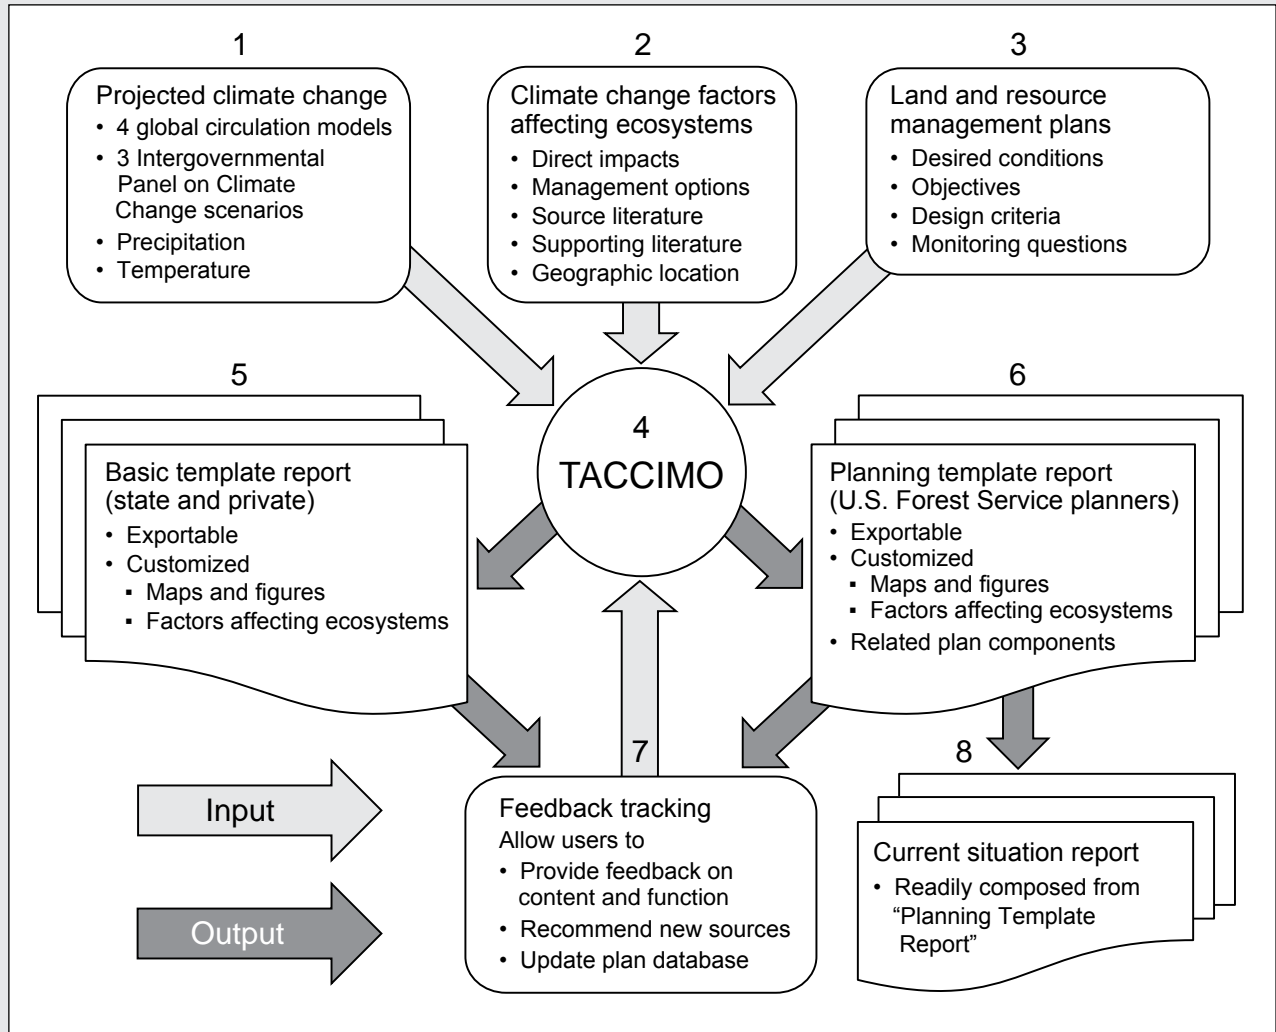 1
Projected climate change
• 4 global circulation models
• 3 Intergovernmental
Panel on Climate
Change scenarios
• Precipitation
• Temperature
2
Climate change factors
affecting ecosystems
• Direct impacts
• Management options
• Source literature
• Supporting literature
• Geographic location
3
Land and resource
management plans
• Desired conditions
• Objectives
• Design criteria
• Monitoring questions
4
TACCIMO
5
Basic template report
(state and private)
• Exportable
• Customized
▪ Maps and figures
▪ Factors affecting ecosystems
6
Planning template report
(U.S. Forest Service planners)
• Exportable
• Customized
▪ Maps and figures
▪ Factors affecting ecosystems
• Related plan components
7
Feedback tracking
Allow users to
• Provide feedback on
content and function
• Recommend new sources
• Update plan database
8
Current situation report
• Readily composed from
“Planning Template
Report”
Input
Output